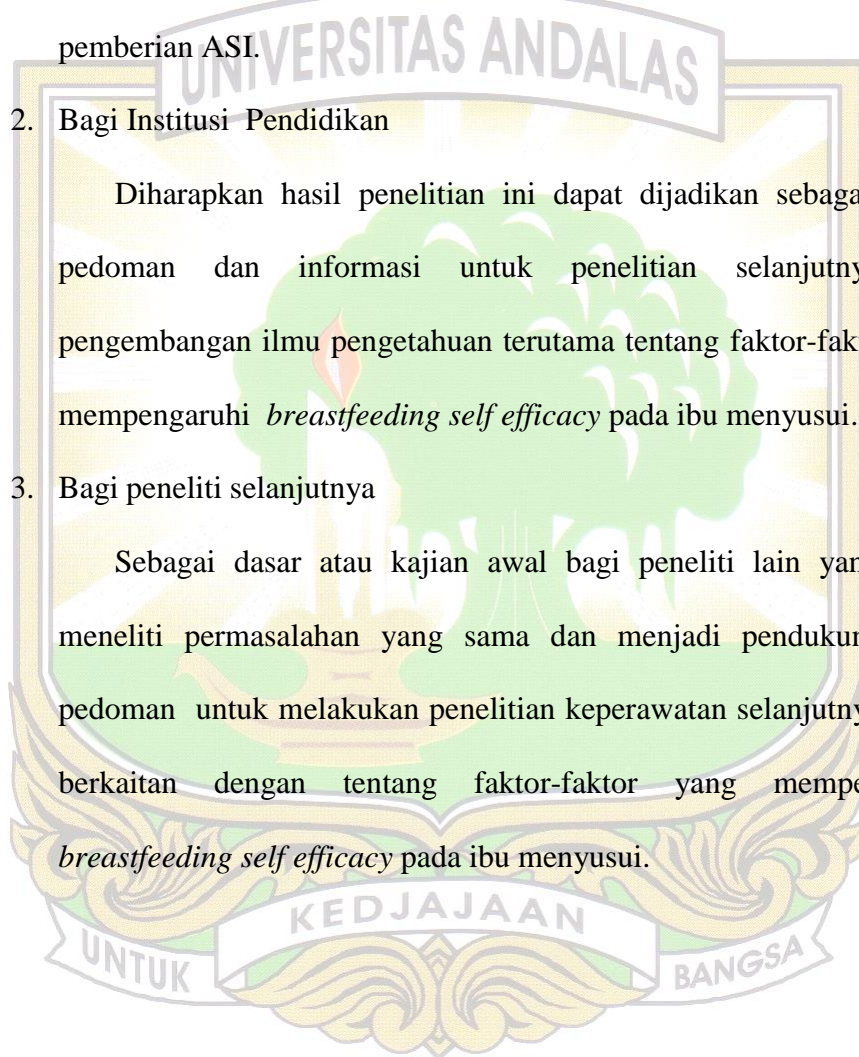 UNIVERSITAS ANDALAS
pemberian ASI.
2. Bagi Institusi Pendidikan
Diharapkan hasil penelitian ini dapat dijadikan sebaga
pedoman dan informasi untuk penelitian selanjutny
pengembangan ilmu pengetahuan terutama tentang faktor-fakt
mempengaruhi breastfeeding self efficacy pada ibu menyusui.
3. Bagi peneliti selanjutnya
Sebagai dasar atau kajian awal bagi peneliti lain yan
meneliti permasalahan yang sama dan menjadi pendukun
pedoman untuk melakukan penelitian keperawatan selanjutny
berkaitan dengan tentang faktor-faktor yang mempe
breastfeeding self efficacy pada ibu menyusui.
UNTUK KEDJAJAAN BANGSA